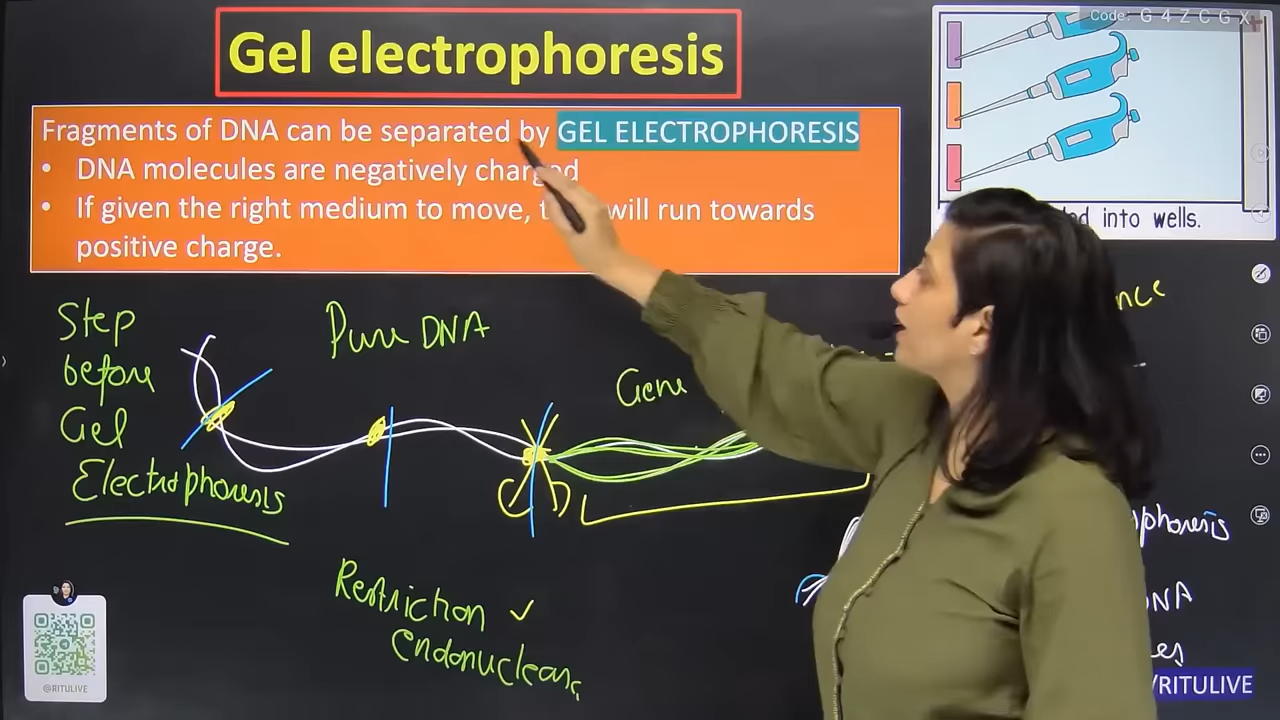 Code: G 4 Z C G X
Gel electrophoresis
Fragments of DNA can be separated by GEL ELECTROPHORESIS
• DNA molecules are negatively charged
• If given the right medium to move, will run towards
positive charge.
into wells.
Step
before
Gel
Electrophoresis
Pure DNA
Gene
Restriction ✓
endonuclease
@RITULIVE
/RITULIVE